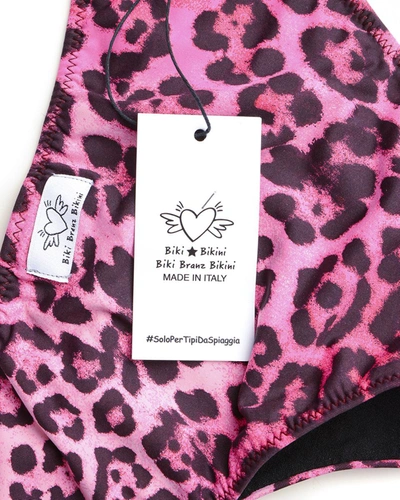 Biki ★ Bikini
Biki Branz Bikini
MADE IN ITALY
#SoloPerTipiDaSpiaggia
Biki Branz Bikini